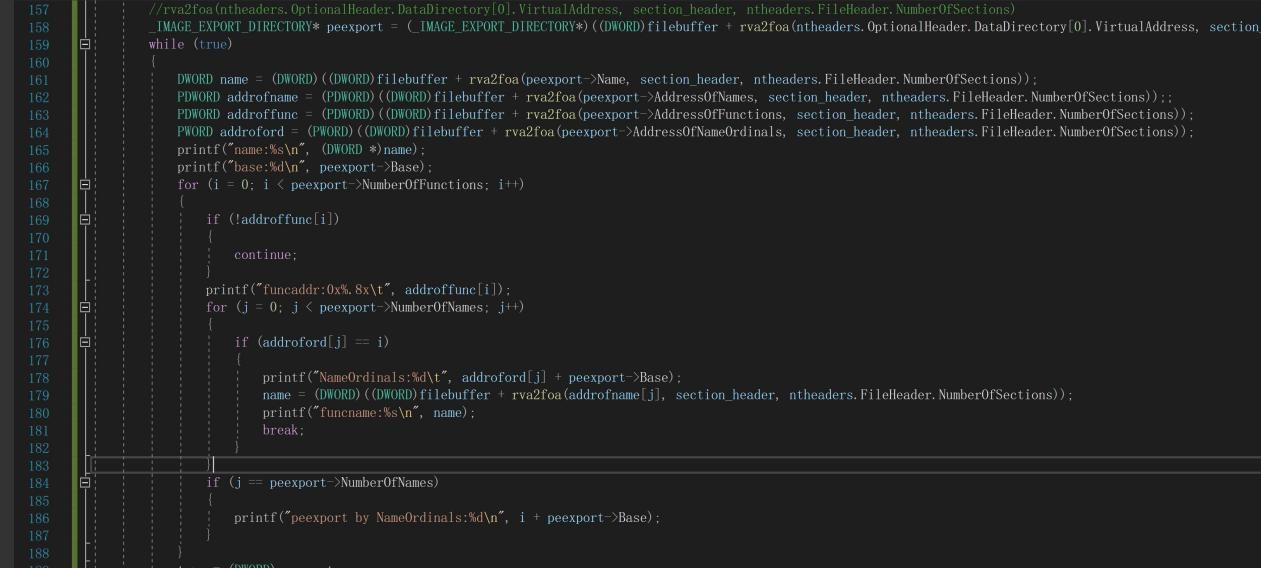 157 //rva2foa(ntheaders.OptionalHeader.DataDirectory[0].VirtualAddress, section_header, ntheaders.FileHeader.NumberOfSections)
158 _IMAGE_EXPORT_DIRECTORY* peexport = (_IMAGE_EXPORT_DIRECTORY*)((DWORD)filebuffer + rva2foa(ntheaders.OptionalHeader.DataDirectory[0].VirtualAddress, section_
159 while (true)
160 {
161 DWORD name = (DWORD)((DWORD)filebuffer + rva2foa(peexport->Name, section_header, ntheaders.FileHeader.NumberOfSections));
162 PDWORD addrofname = (PDWORD)((DWORD)filebuffer + rva2foa(peexport->AddressOfNames, section_header, ntheaders.FileHeader.NumberOfSections));;
163 PDWORD addroffunc = (PDWORD)((DWORD)filebuffer + rva2foa(peexport->AddressOfFunctions, section_header, ntheaders.FileHeader.NumberOfSections));
164 PWORD addroford = (PWORD)((DWORD)filebuffer + rva2foa(peexport->AddressOfNameOrdinals, section_header, ntheaders.FileHeader.NumberOfSections));
165 printf("name:%s\n", (DWORD *)name);
166 printf("base:%d\n", peexport->Base);
167 for (i = 0; i < peexport->NumberOfFunctions; i++)
168 {
169 if (!addroffunc[i])
170 {
171 continue;
172 }
173 printf("funcaddr:0x%.8x\t", addroffunc[i]);
174 for (j = 0; j < peexport->NumberOfNames; j++)
175 {
176 if (addroford[j] == i)
177 {
178 printf("NameOrdinals:%d\t", addroford[j] + peexport->Base);
179 name = (DWORD)((DWORD)filebuffer + rva2foa(addrofname[j], section_header, ntheaders.FileHeader.NumberOfSections));
180 printf("funcname:%s\n", name);
181 break;
182 }
183 }
184 if (j == peexport->NumberOfNames)
185 {
186 printf("peexport by NameOrdinals:%d\n", i + peexport->Base);
187 }
188 }